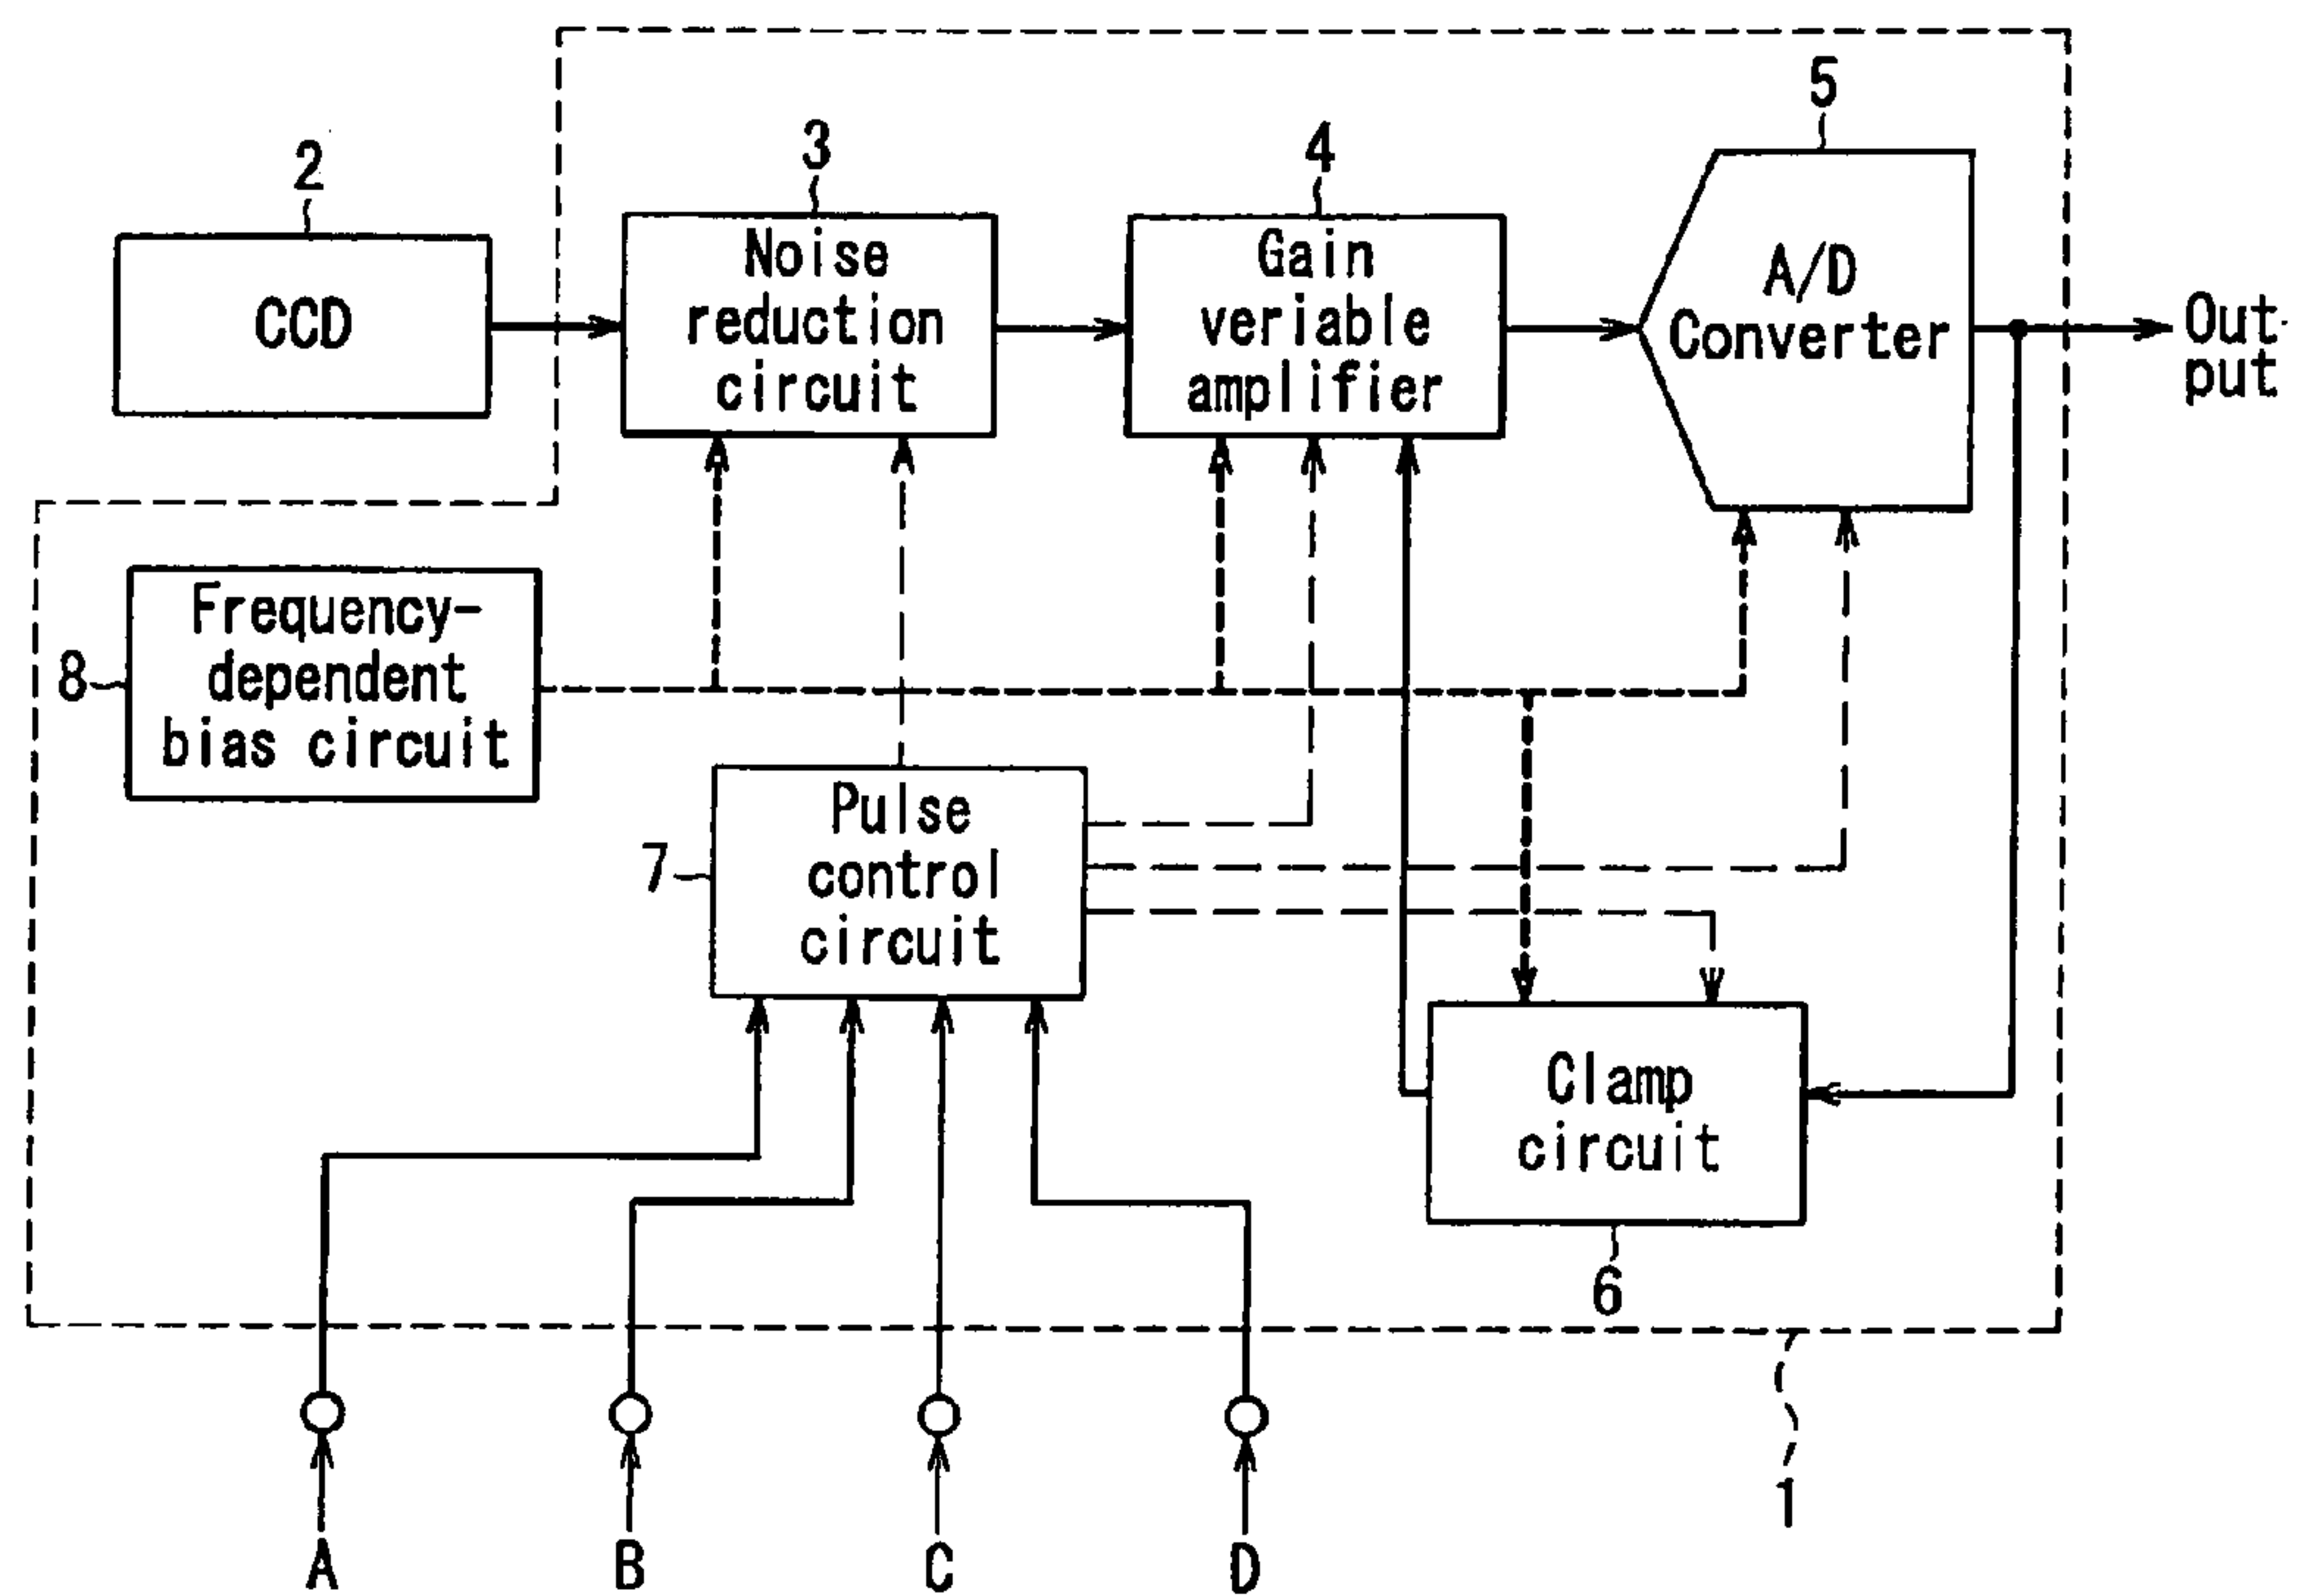 5
3
4
2
Noise
reduction
circuit
Gain
veriable
amplifier
A/D
Converter
CCD
Out-
put
Frequency-
dependent
bias circuit
8
Pulse
control
circuit
7
Clamp
circuit
6
1
A
B
C
D